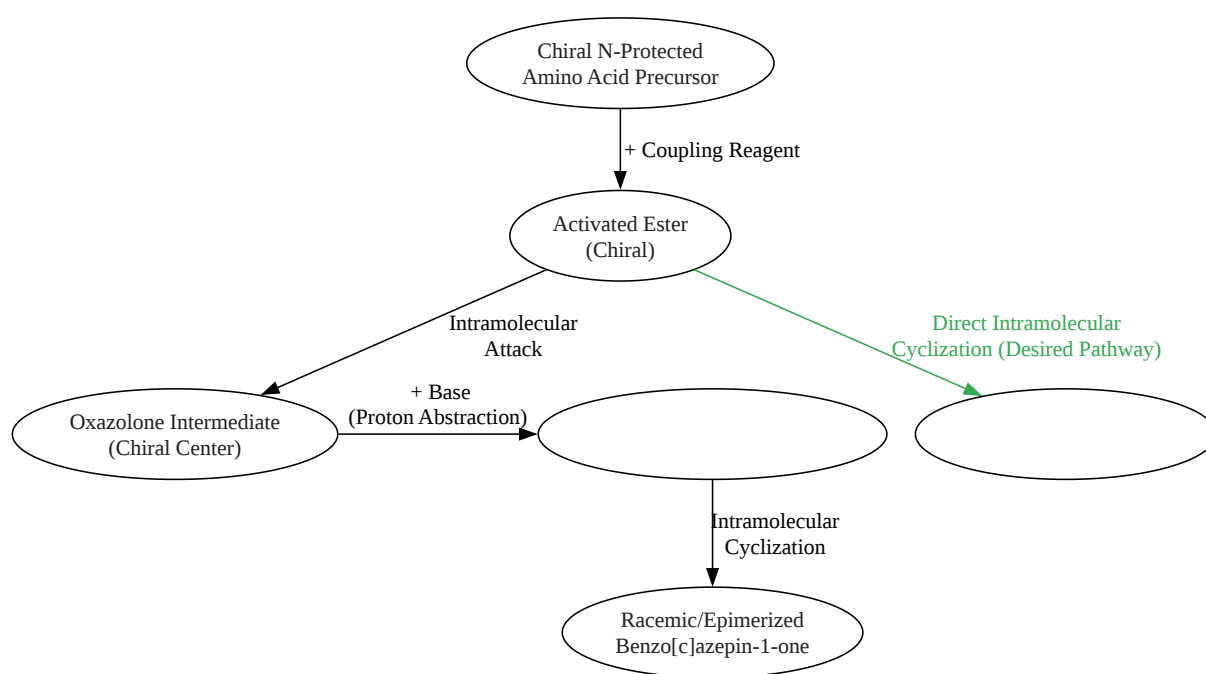 Chiral N-Protected
Amino Acid Precursor
+ Coupling Reagent
Activated Ester
(Chiral)
Intramolecular
Attack
Direct Intramolecular
Cyclization (Desired Pathway)
Oxazolone Intermediate
(Chiral Center)
+ Base
(Proton Abstraction)
Intramolecular
Cyclization
Racemic/Epimerized
Benzo[c]azepin-1-one